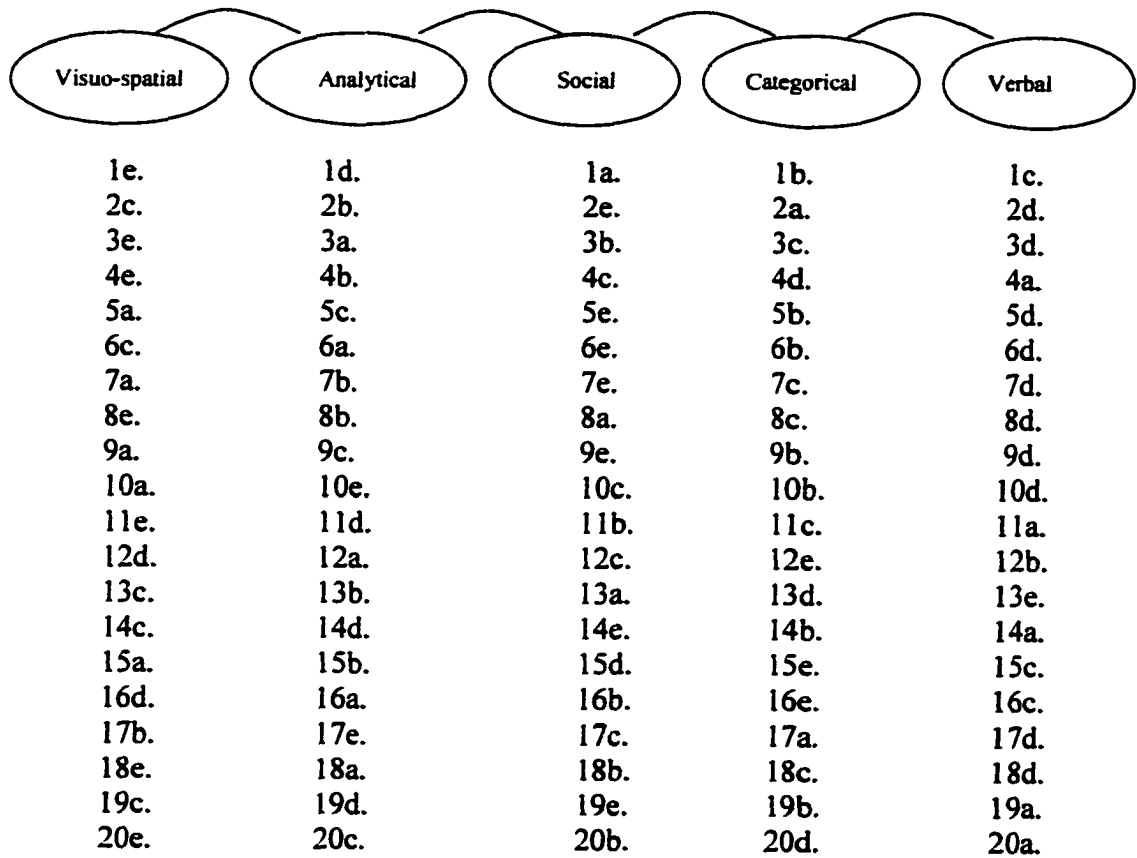 Visuo-spatial Analytical Social Categorical Verbal
1e. 1d. 1a. 1b. 1c.
2c. 2b. 2e. 2a. 2d.
3e. 3a. 3b. 3c. 3d.
4e. 4b. 4c. 4d. 4a.
5a. 5c. 5e. 5b. 5d.
6c. 6a. 6e. 6b. 6d.
7a. 7b. 7e. 7c. 7d.
8e. 8b. 8a. 8c. 8d.
9a. 9c. 9e. 9b. 9d.
10a. 10e. 10c. 10b. 10d.
11e. 11d. 11b. 11c. 11a.
12d. 12a. 12c. 12e. 12b.
13c. 13b. 13a. 13d. 13e.
14c. 14d. 14e. 14b. 14a.
15a. 15b. 15d. 15e. 15c.
16d. 16a. 16b. 16e. 16c.
17b. 17e. 17c. 17a. 17d.
18e. 18a. 18b. 18c. 18d.
19c. 19d. 19e. 19b. 19a.
20e. 20c. 20b. 20d. 20a.